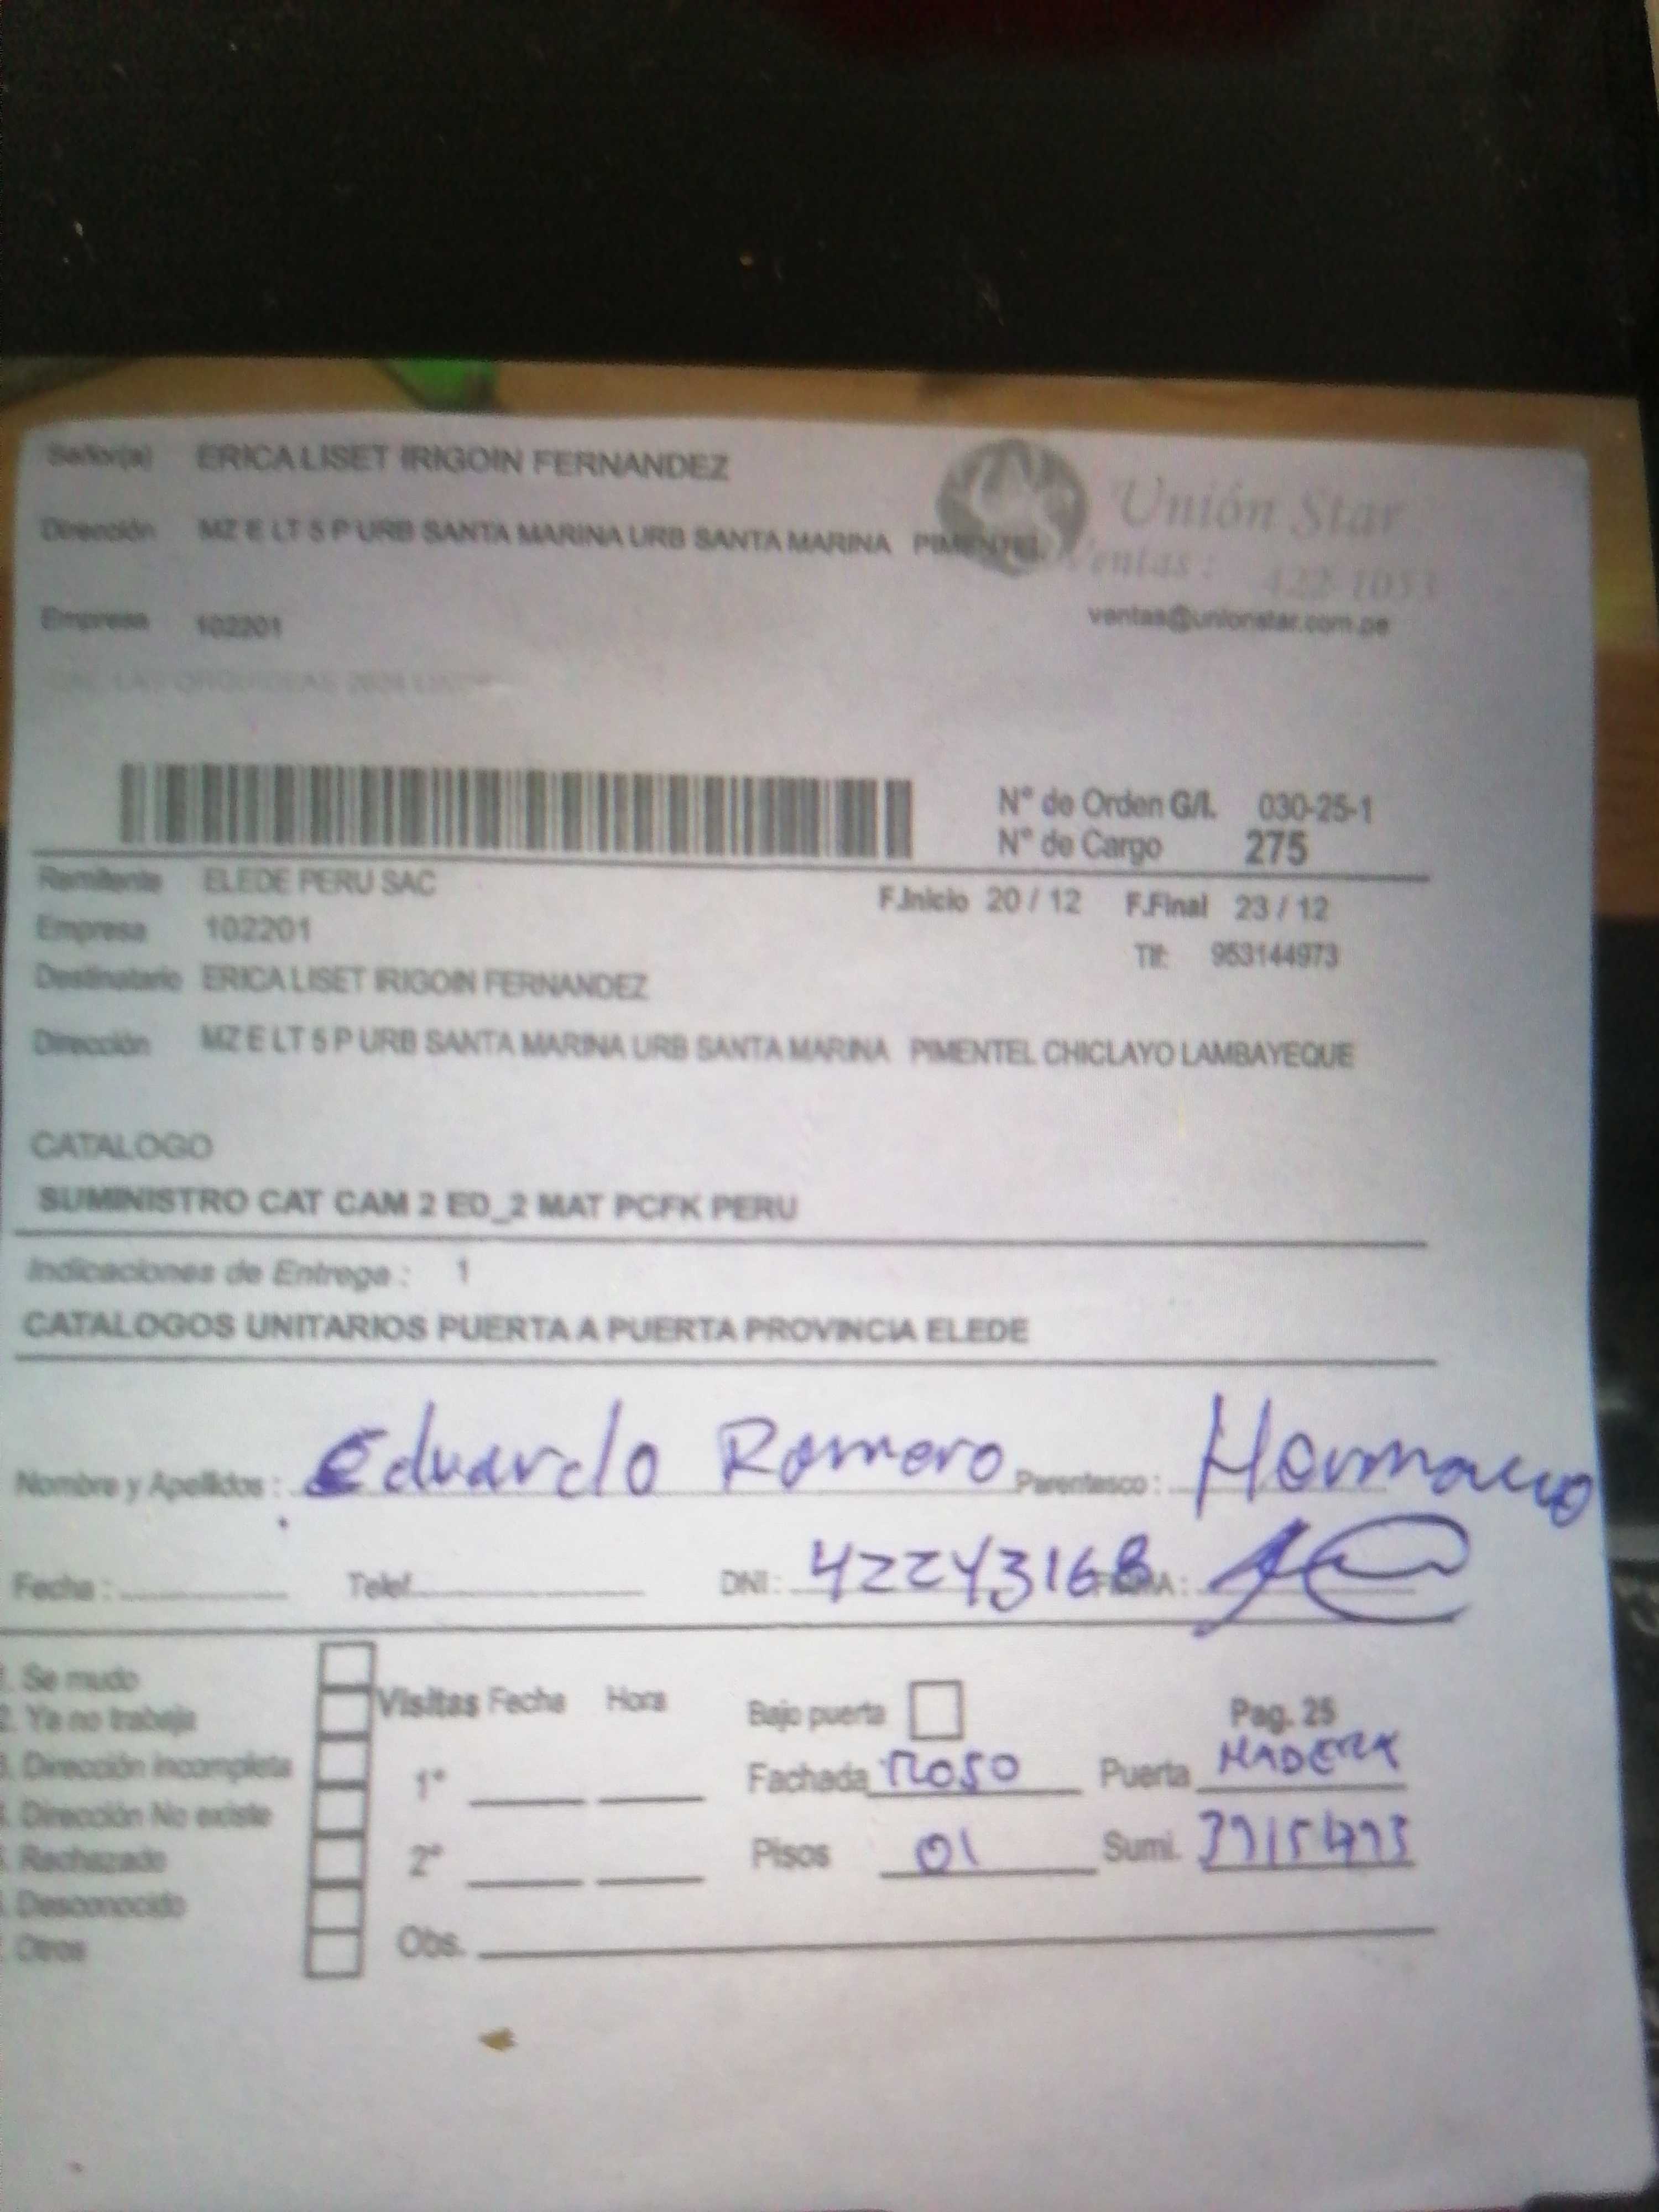 Señor(a) ERICA LISET IRIGOIN FERNANDEZ
Unión Star
Dirección MZ E LT 5 P URB SANTA MARINA URB SANTA MARINA PIMENTEL
Ventas: 422-1053
Empresa 102201
ventas@unionstar.com.pe
N° de Orden G/I. 030-25-1
N° de Cargo 275
Remitente ELEDE PERU SAC
F.Inicio 20 / 12 F.Final 23 / 12
Empresa 102201
Tlf: 953144973
Destinatario ERICA LISET IRIGOIN FERNANDEZ
Dirección MZ E LT 5 P URB SANTA MARINA URB SANTA MARINA PIMENTEL CHICLAYO LAMBAYEQUE
CATALOGO
SUMINISTRO CAT CAM 2 ED_2 MAT PCFK PERU
Indicaciones de Entrega : 1
CATALOGOS UNITARIOS PUERTA A PUERTA PROVINCIA ELEDE
Nombre y Apellidos : Eduardo Romero Parentesco : Hermano
Fecha : Telef. DNI : 42243168 FIRMA :
. Se mudo
2. Ya no trabaja
Visitas Fecha Hora
Bajo puerta
Pag. 25
. Dirección incompleta
1°
Fachada ROSO Puerta MADERA
. Dirección No existe
. Rechazado
2°
Pisos 01 Sumi.
. Desconocido
Otros
Obs.